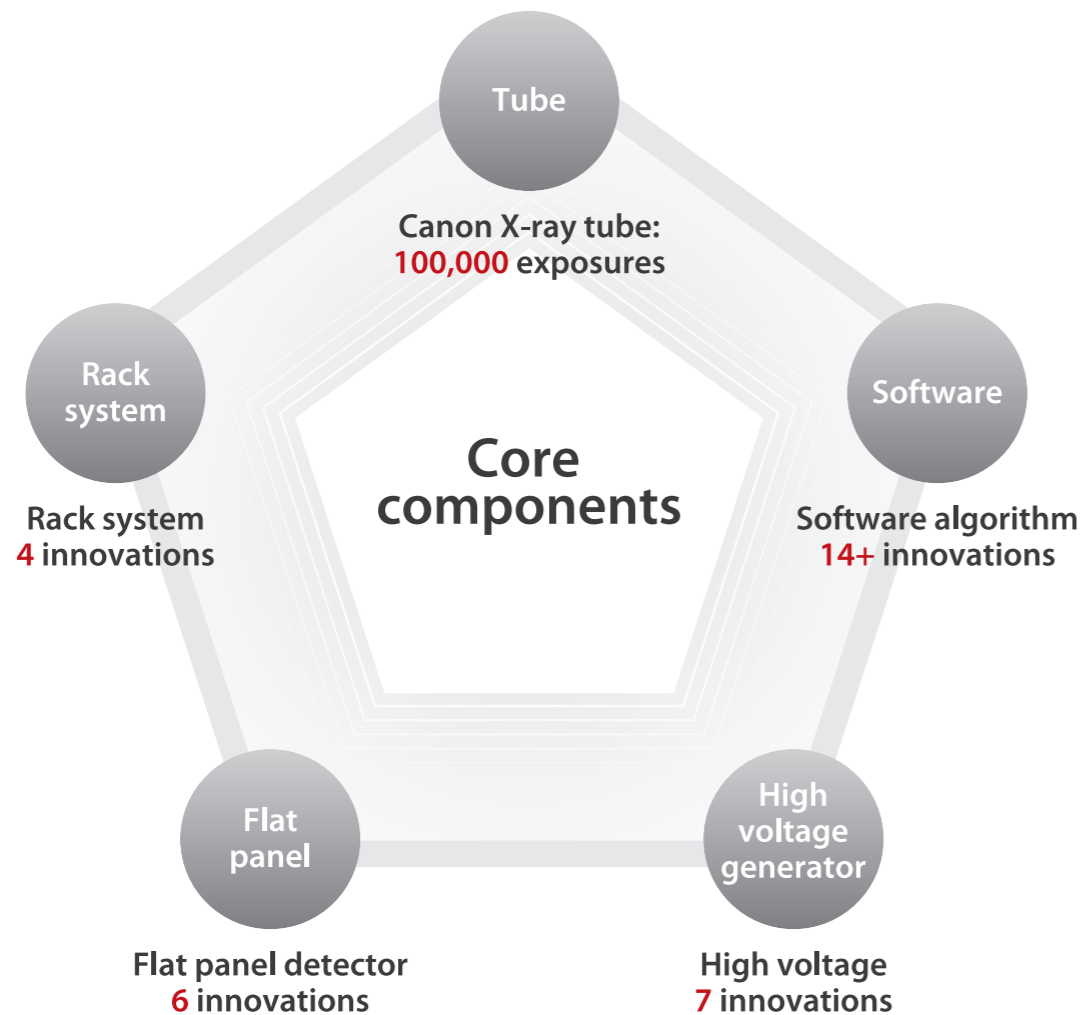 Tube
Canon X-ray tube:
100,000 exposures
Rack
system
Rack system
4 innovations
Software
Software algorithm
14+ innovations
Core
components
Flat
panel
Flat panel detector
6 innovations
High
voltage
generator
High voltage
7 innovations